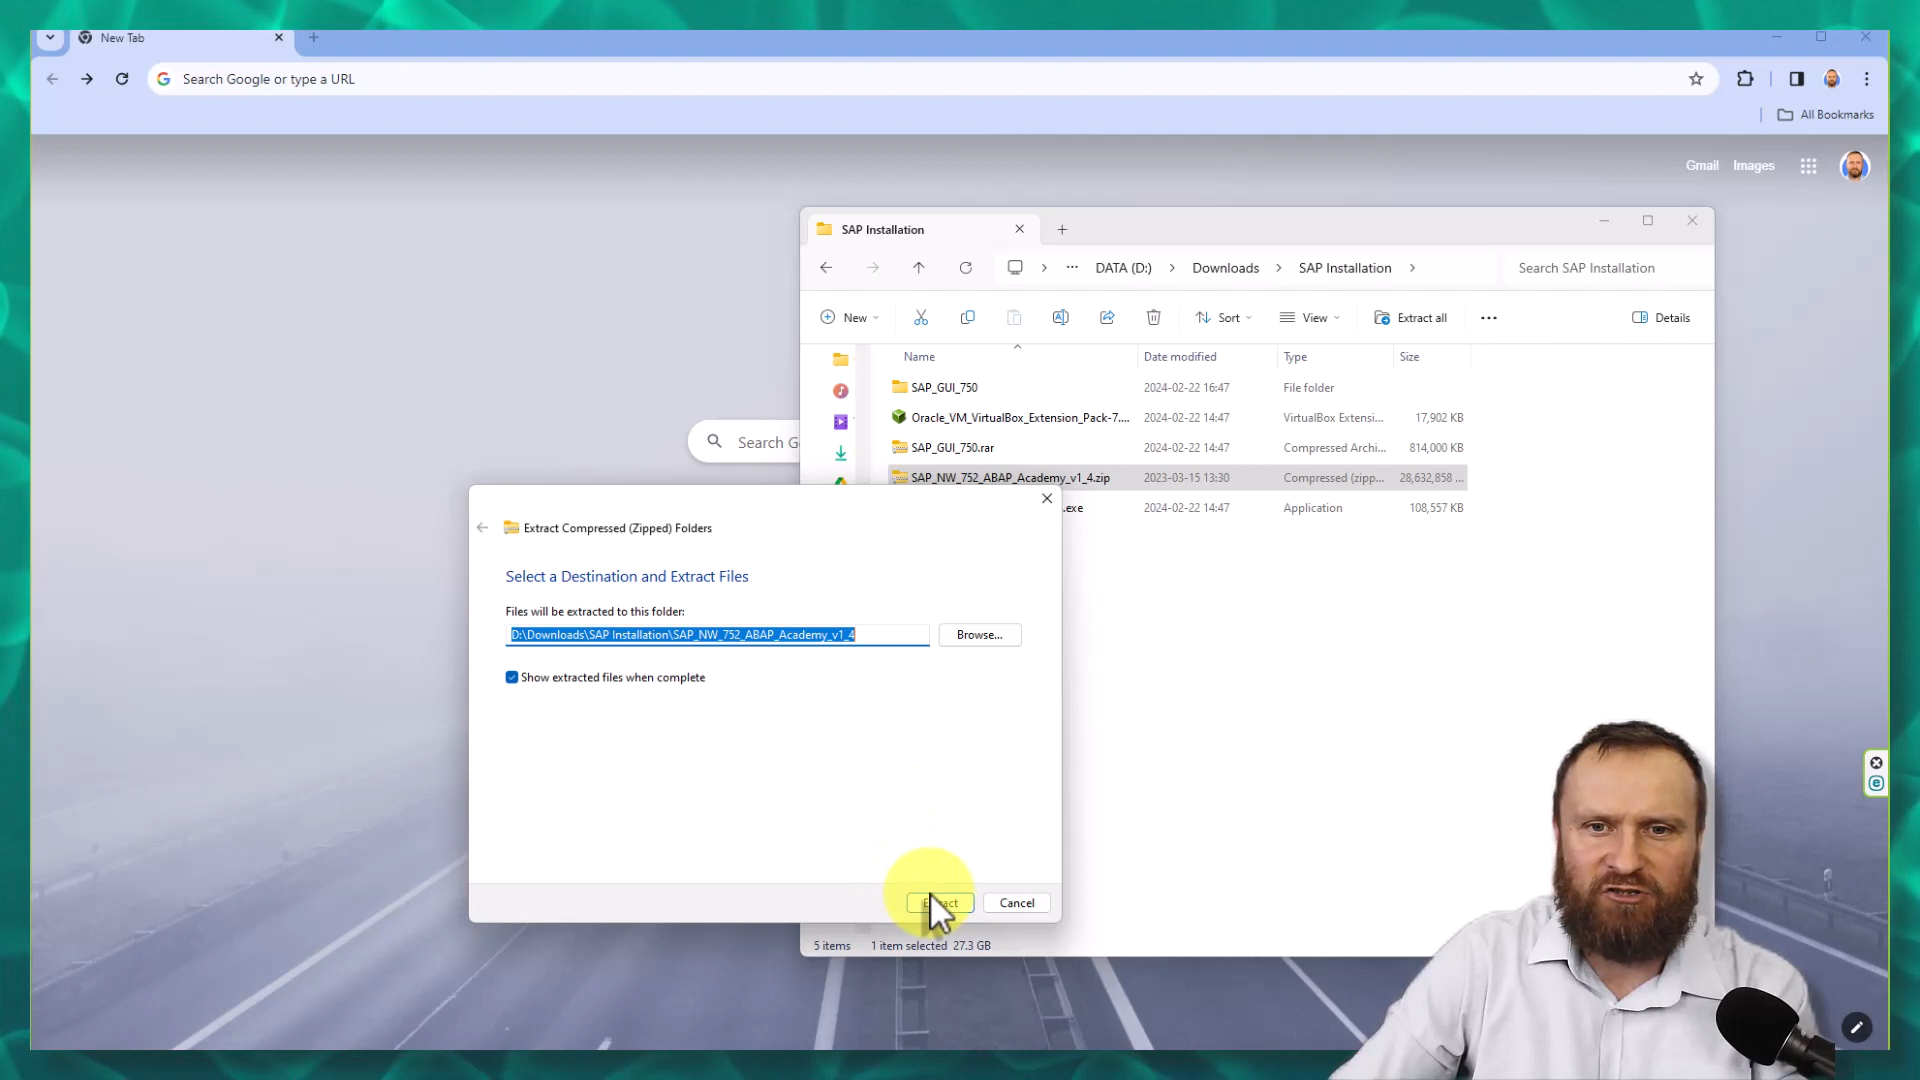 New Tab
Search Google or type a URL
All Bookmarks
Gmail Images
SAP Installation
DATA (D:) Downloads SAP Installation
Search SAP Installation
New Sort View Extract all Details
Name Date modified Type Size
SAP_GUI_750 2024-02-22 16:47 File folder
Oracle_VM_VirtualBox_Extension_Pack-7.... 2024-02-22 14:47 VirtualBox Extensi... 17,902 KB
Search G
SAP_GUI_750.rar 2024-02-22 14:47 Compressed Archi... 814,000 KB
SAP_NW_752_ABAP_Academy_v1_4.zip 2023-03-15 13:30 Compressed (zipp... 28,632,858 ...
.exe 2024-02-22 14:47 Application 108,557 KB
Extract Compressed (Zipped) Folders
Select a Destination and Extract Files
Files will be extracted to this folder:
D:\Downloads\SAP Installation\SAP_NW_752_ABAP_Academy_v1_4
Browse...
Show extracted files when complete
Cancel
5 items 1 item selected 27.3 GB